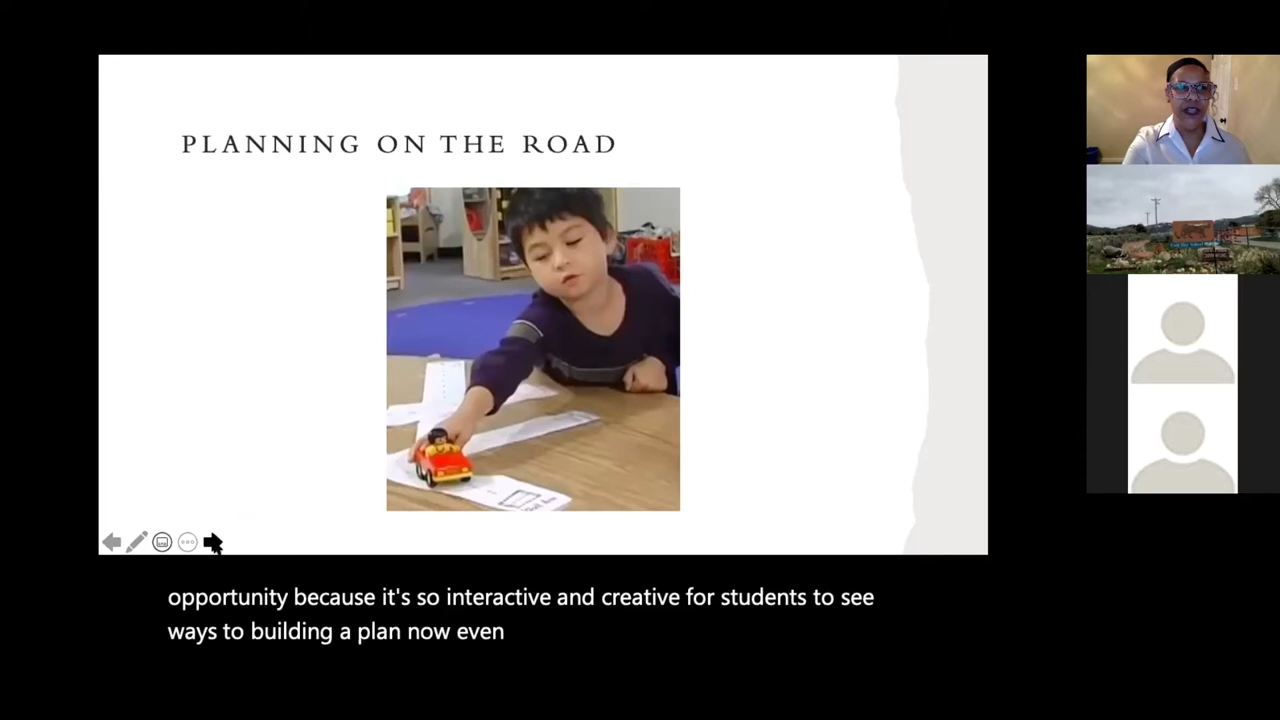 PLANNING ON THE ROAD
opportunity because it's so interactive and creative for students to see
ways to building a plan now even